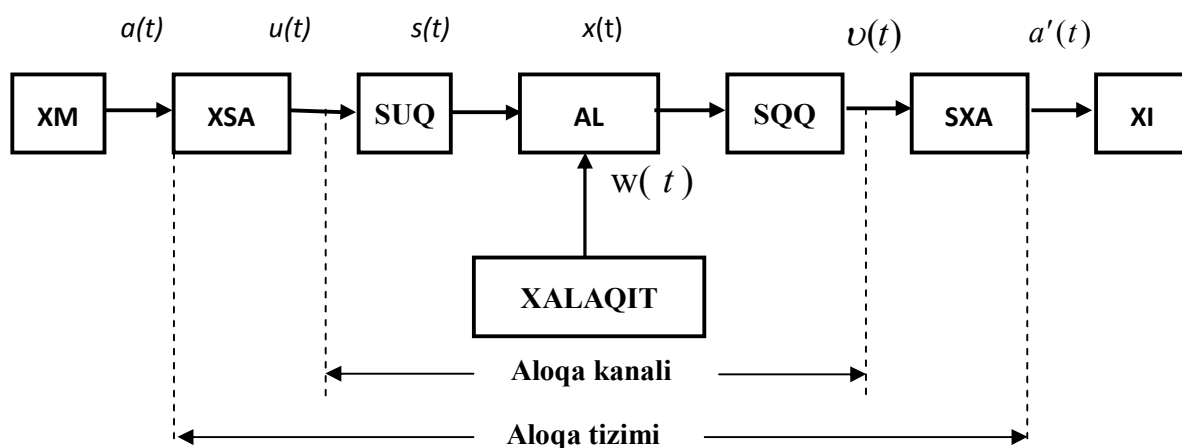 a(t) u(t) s(t) x(t) υ(t) a′(t)
XM XSA SUQ AL SQQ SXA XI
w( t )
XALAQIT
Aloqa kanali
Aloqa tizimi